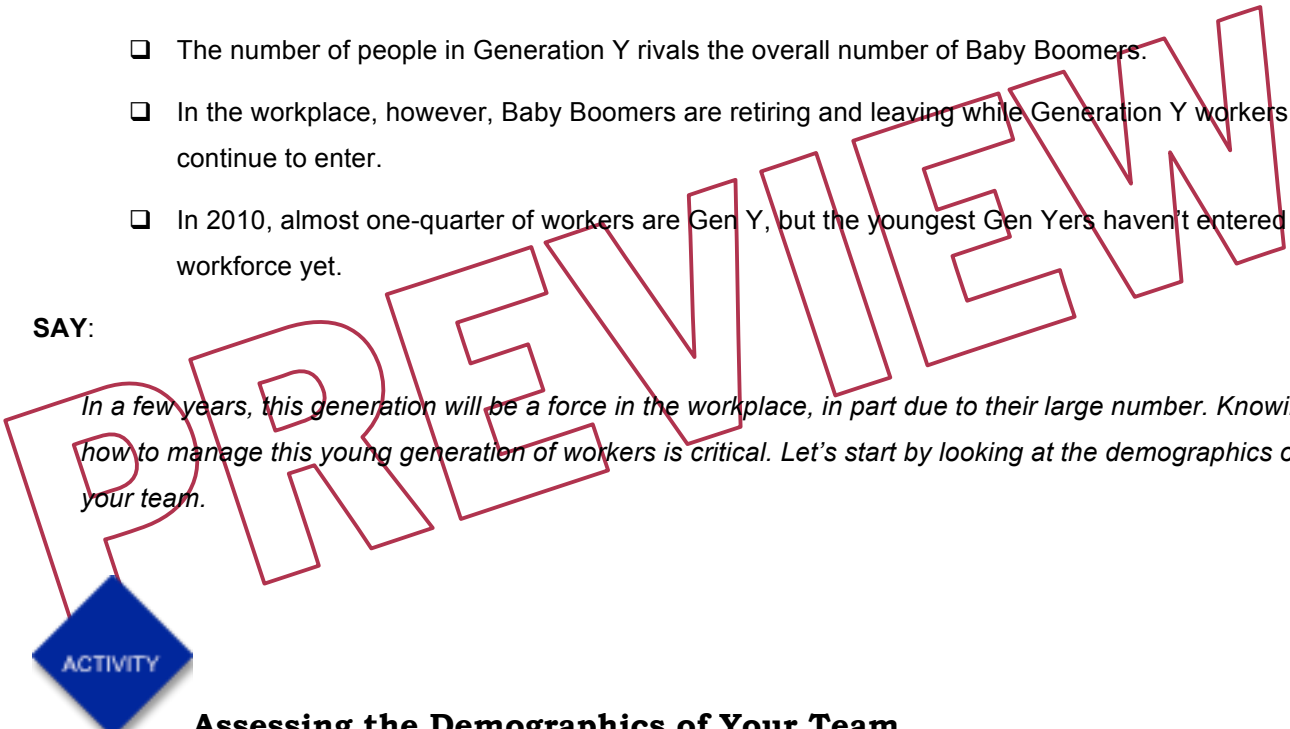 ❑ The number of people in Generation Y rivals the overall number of Baby Boomers.
❑ In the workplace, however, Baby Boomers are retiring and leaving while Generation Y workers
continue to enter.
❑ In 2010, almost one-quarter of workers are Gen Y, but the youngest Gen Yers haven't entered
workforce yet.
SAY:
In a few years, this generation will be a force in the workplace, in part due to their large number.
how to manage this young generation of workers is critical. Let's start by looking at the demographics
your team.
PREVIEW
ACTIVITY
Assessing the Demographics of Your Team